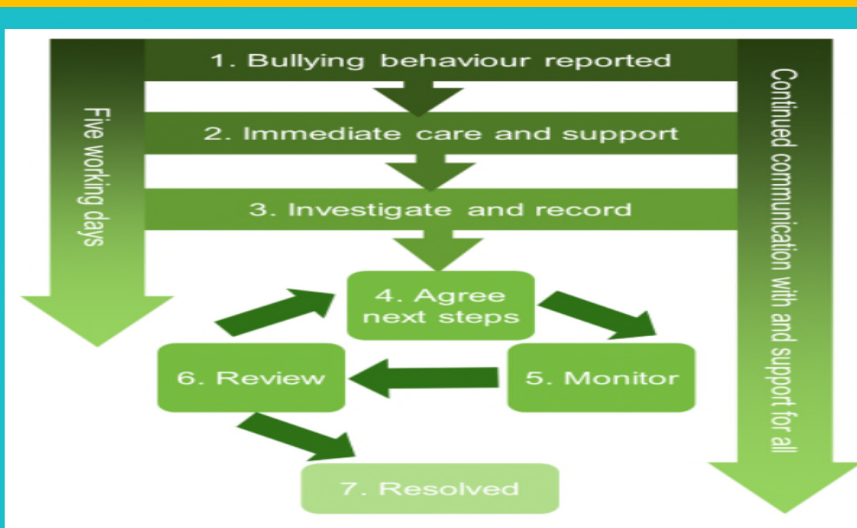 1. Bullying behaviour reported
Five working days
Continued communication with and support for all
2. Immediate care and support
3. Investigate and record
4. Agree
next steps
6. Review
5. Monitor
7. Resolved